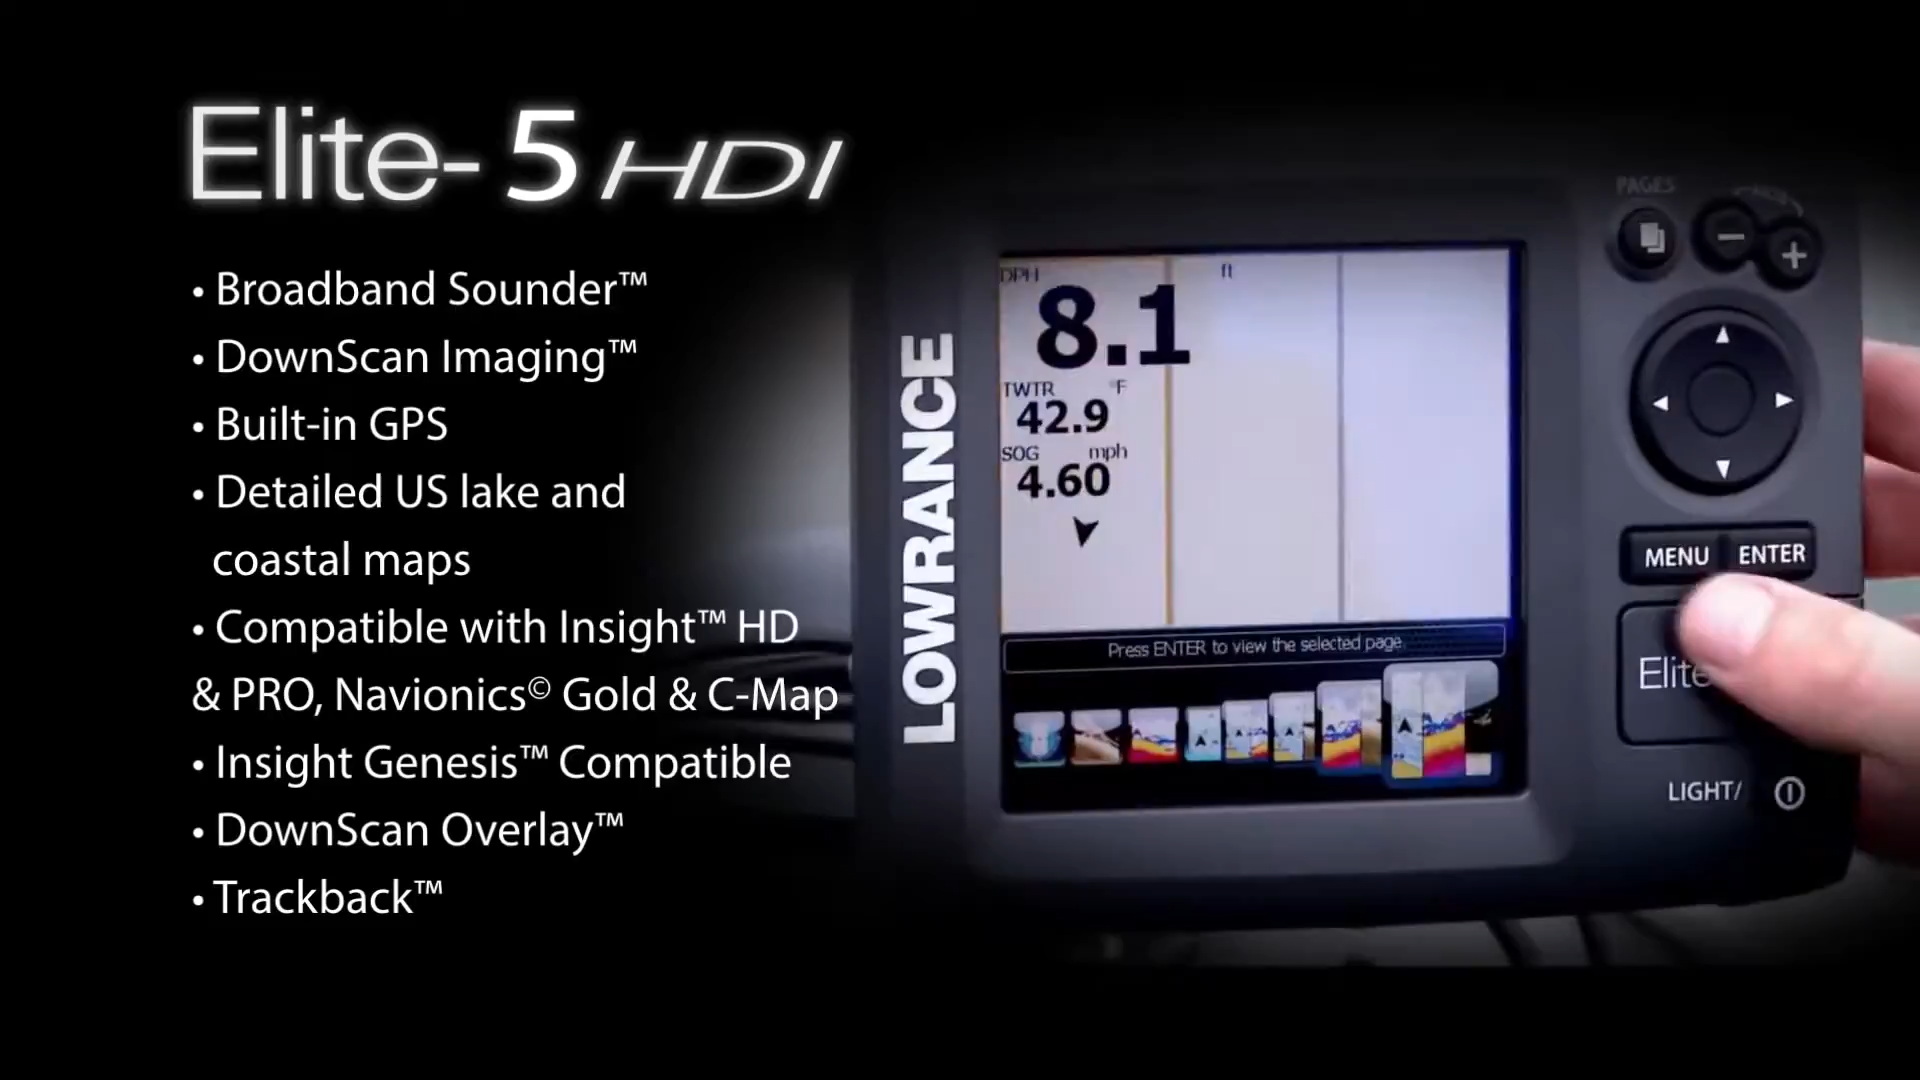 Elite-5 HDI
• Broadband Sounder™
• DownScan Imaging™
• Built-in GPS
• Detailed US lake and
coastal maps
• Compatible with Insight™ HD
& PRO, Navionics© Gold & C-Map
• Insight Genesis™ Compatible
• DownScan Overlay™
• Trackback™
LOWRANCE
DPH ft
8.1
TWTR °F
42.9
SOG mph
4.60
Press ENTER to view the selected page
PAGES
MENU ENTER
Elite
LIGHT/